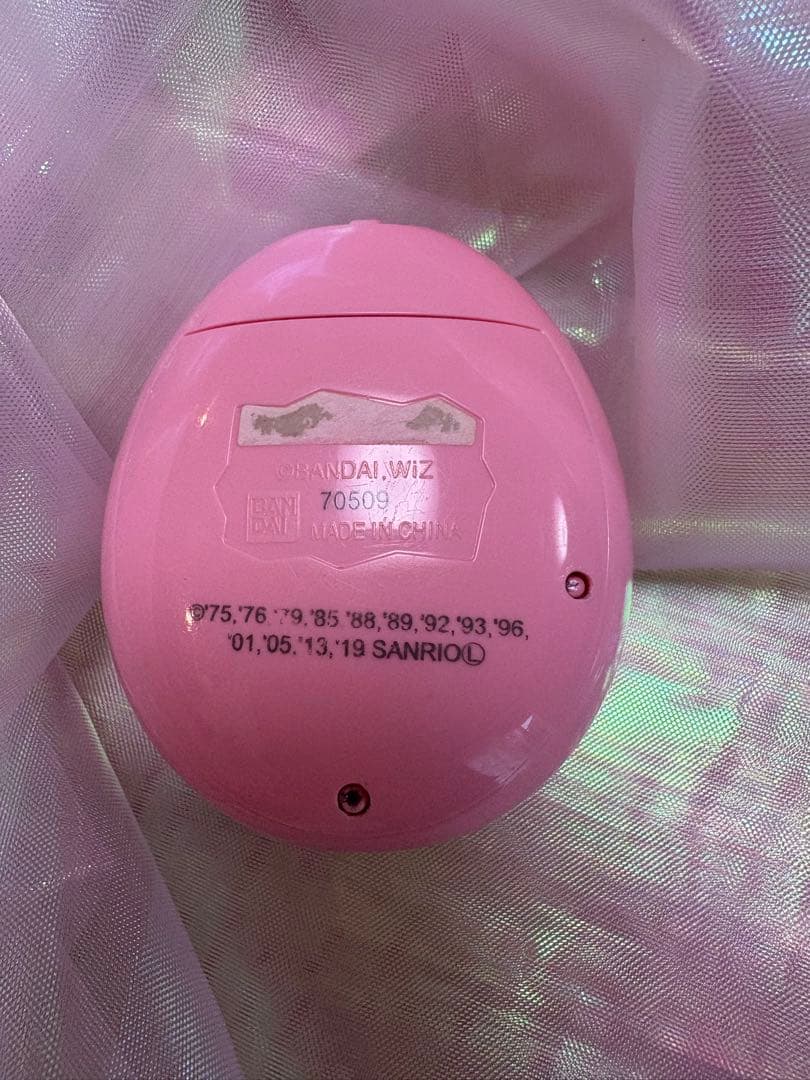 ©BANDAI,WiZ
BAN
DAI
70509
MADE IN CHINA
©'75,'76,'79,'85,'88,'89,'92,'93,'96,
'01,'05,'13,'19 SANRIOⓁ